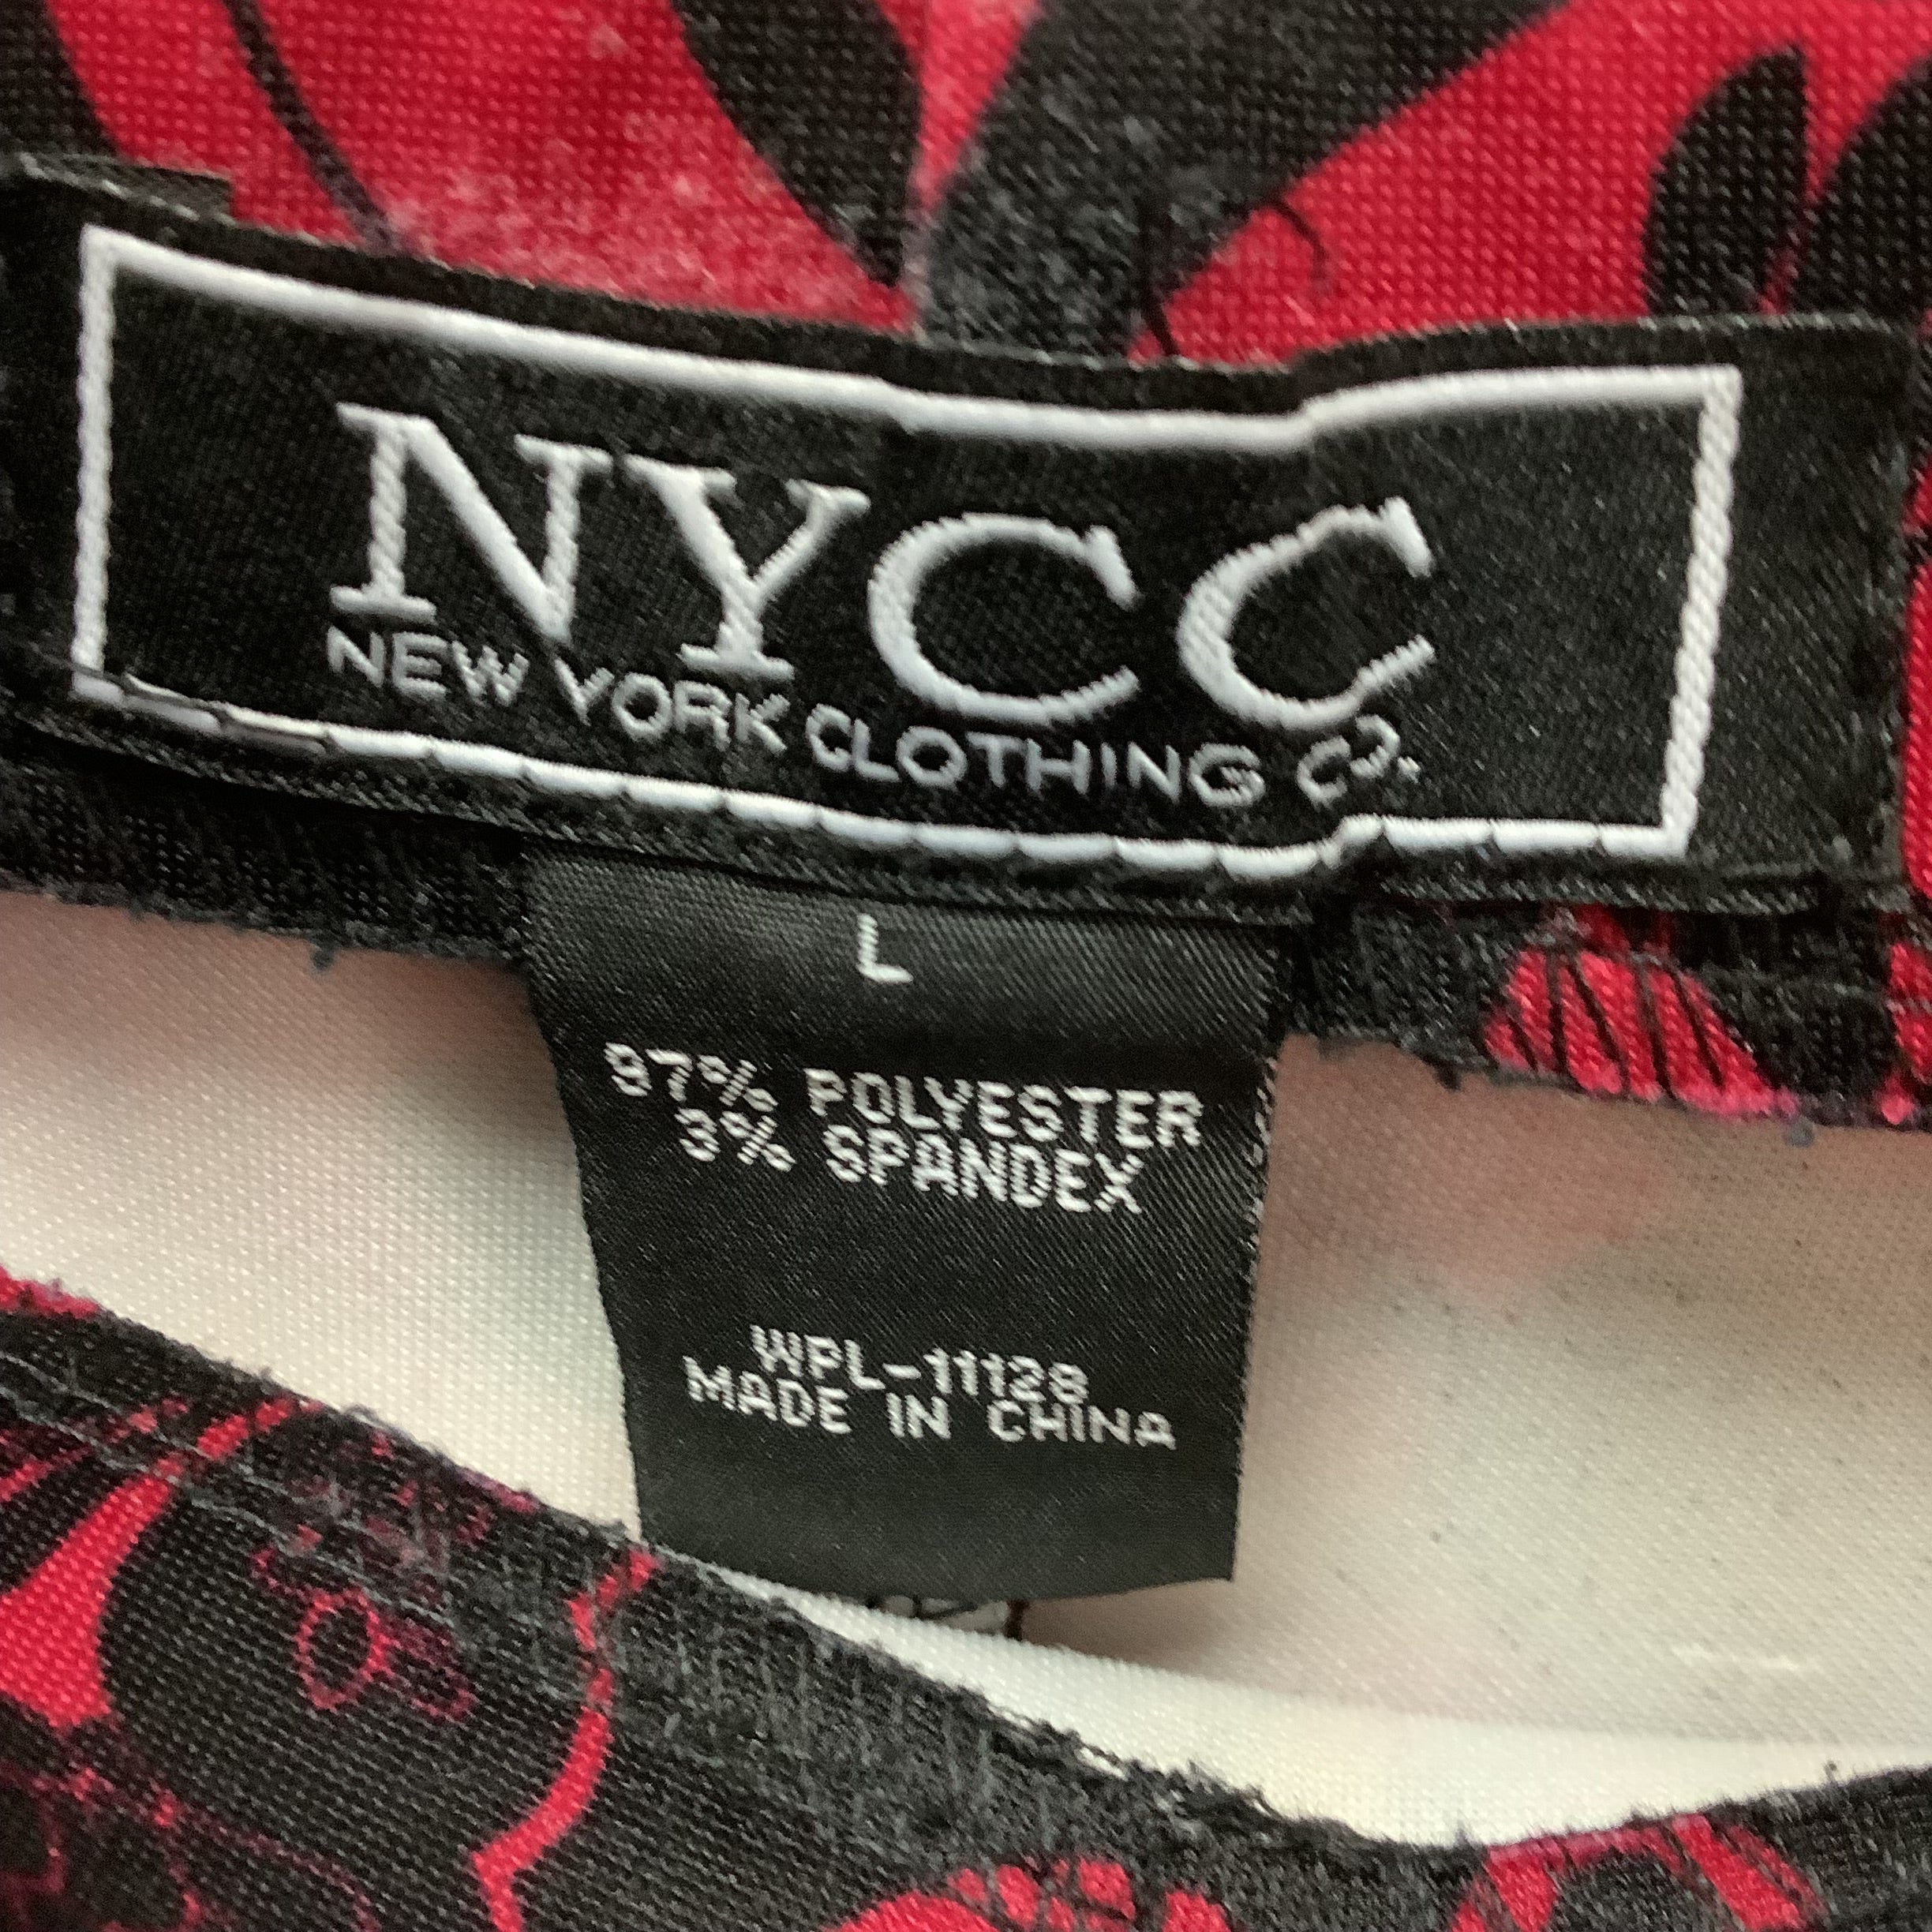 NYCC
NEW YORK CLOTHING CO.
L
97% POLYESTER
3% SPANDEX
WPL-11128
MADE IN CHINA